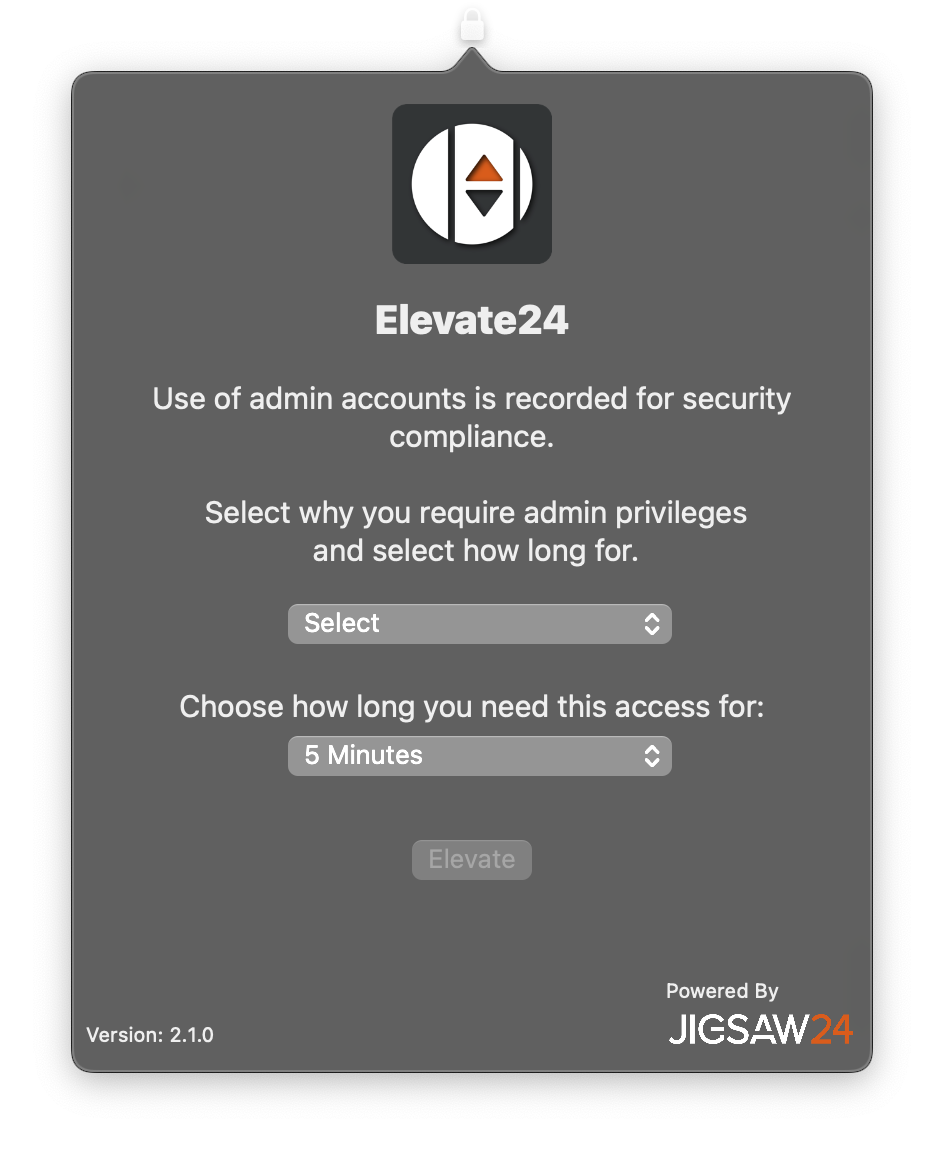 Elevate24
Use of admin accounts is recorded for security
compliance.
Select why you require admin privileges
and select how long for.
Select
Choose how long you need this access for:
5 Minutes
Elevate
Powered By
JIGSAW24
Version: 2.1.0